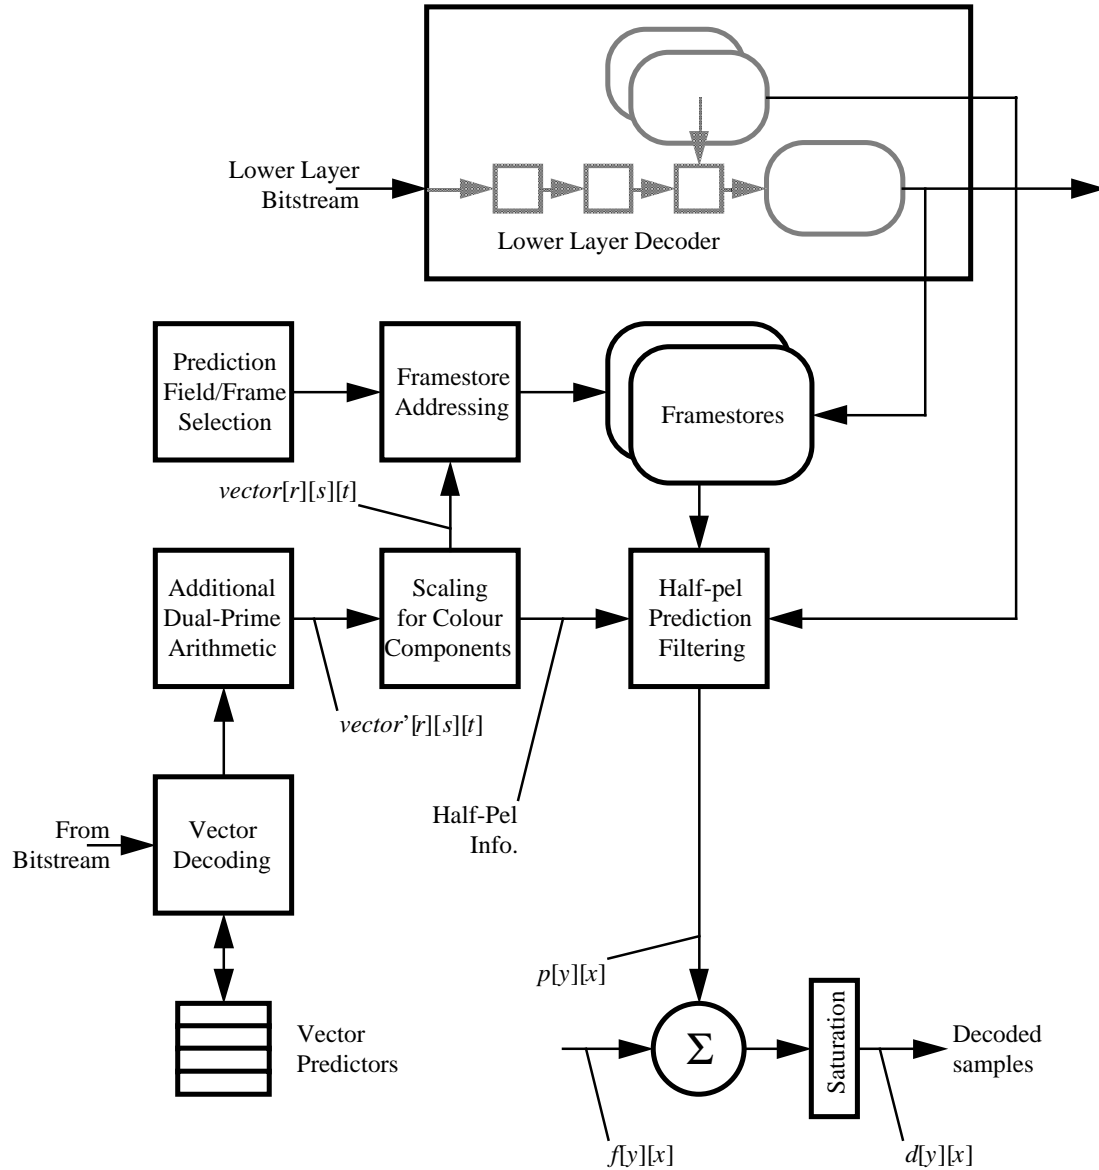 Lower Layer
Bitstream
Lower Layer Decoder
Prediction
Field/Frame
Selection
Framestore
Addressing
Framestores
vector[r][s][t]
Additional
Dual-Prime
Arithmetic
Scaling
for Colour
Components
Half-pel
Prediction
Filtering
vector’[r][s][t]
From
Bitstream
Vector
Decoding
Half-Pel
Info.
p[y][x]
Vector
Predictors
Σ
Saturation
Decoded
samples
f[y][x]
d[y][x]